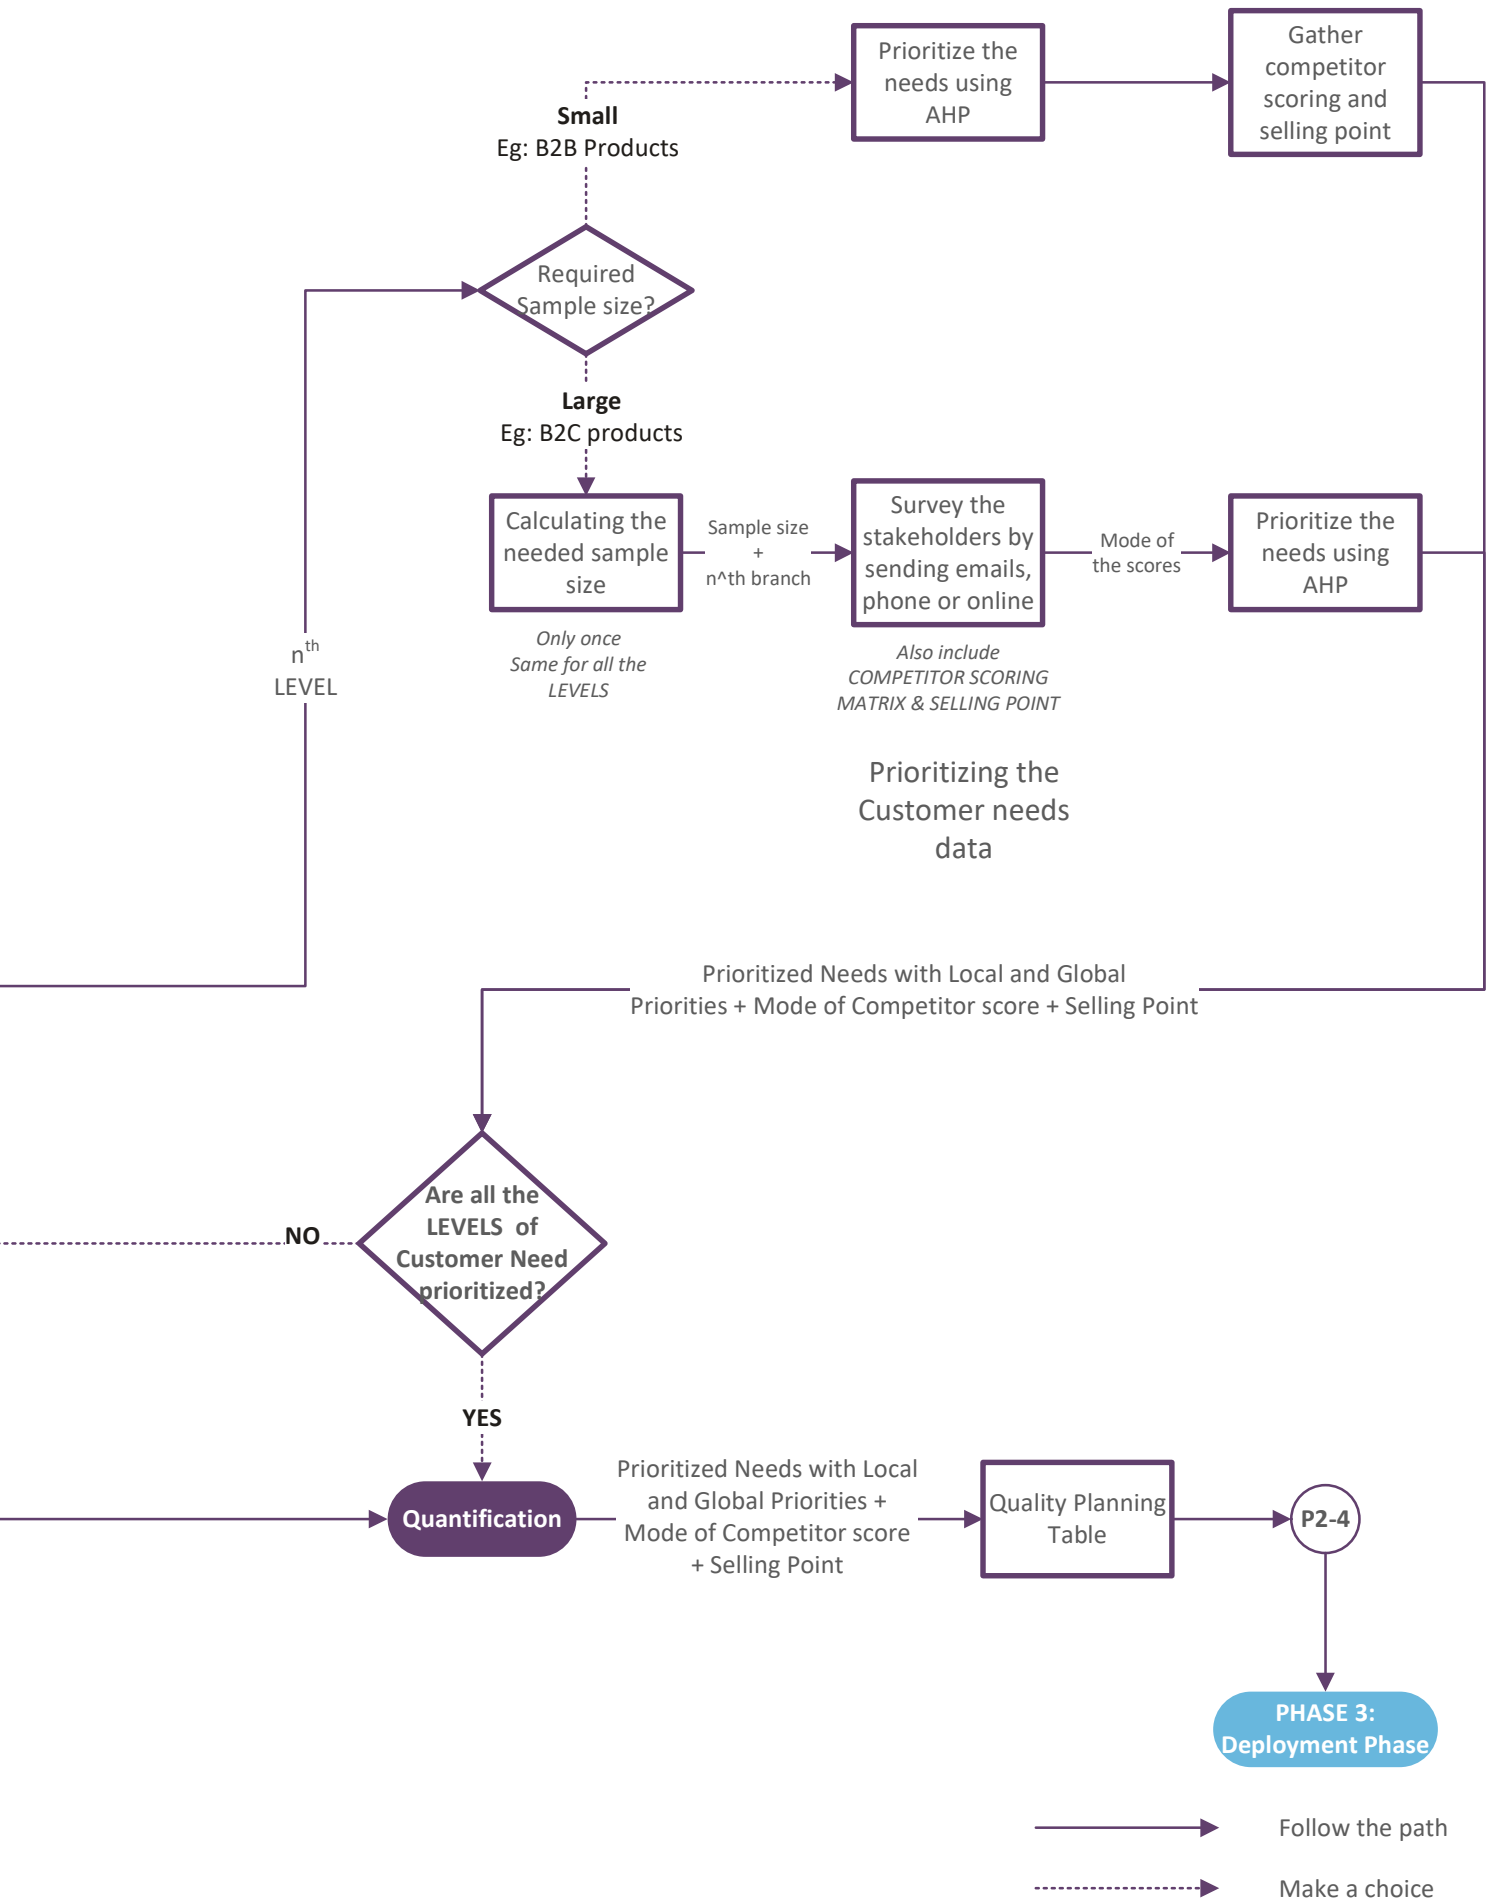 Prioritize the
needs using
AHP
Gather
competitor
scoring and
selling point
Small
Eg: B2B Products
Required
Sample size?
Large
Eg: B2C products
Calculating the
needed sample
size
Sample size
+
n^th branch
Survey the
stakeholders by
sending emails,
phone or online
Mode of
the scores
Prioritize the
needs using
AHP
Only once
Same for all the
LEVELS
Also include
COMPETITOR SCORING
MATRIX & SELLING POINT
nth
LEVEL
Prioritizing the
Customer needs
data
Prioritized Needs with Local and Global
Priorities + Mode of Competitor score + Selling Point
Are all the
LEVELS of
Customer Need
prioritized?
NO
YES
Quantification
Prioritized Needs with Local
and Global Priorities +
Mode of Competitor score
+ Selling Point
Quality Planning
Table
P2-4
PHASE 3:
Deployment Phase
Follow the path
Make a choice